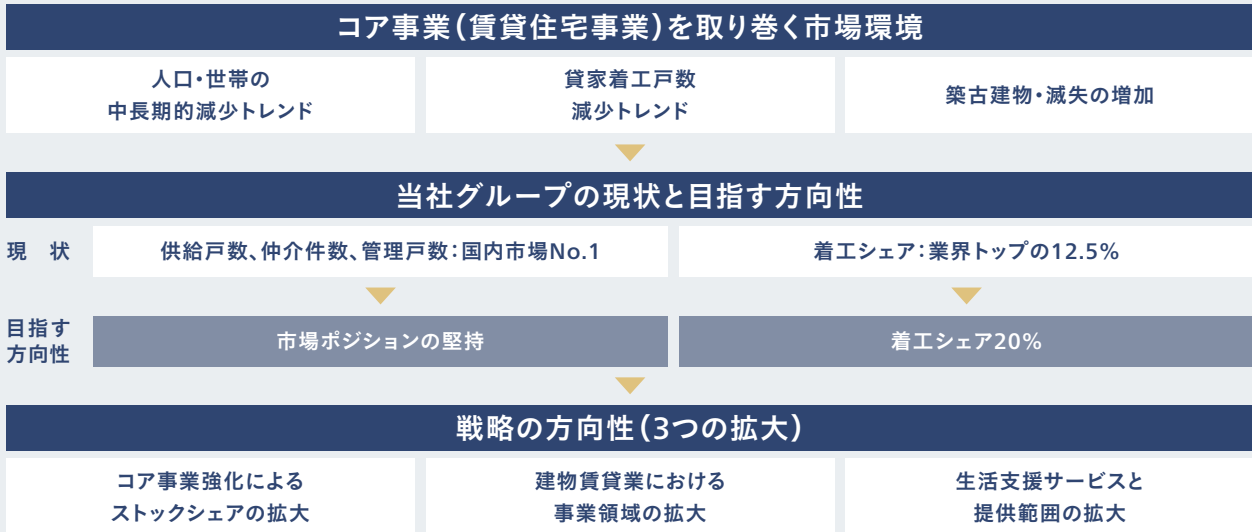 コア事業(賃貸住宅事業)を取り巻く市場環境
人口・世帯の
中長期的減少トレンド
貸家着工戸数
減少トレンド
築古建物・滅失の増加
当社グループの現状と目指す方向性
現 状
供給戸数、仲介件数、管理戸数:国内市場No.1
着工シェア:業界トップの12.5%
目指す
方向性
市場ポジションの堅持
着工シェア20%
戦略の方向性(3つの拡大)
コア事業強化による
ストックシェアの拡大
建物賃貸業における
事業領域の拡大
生活支援サービスと
提供範囲の拡大